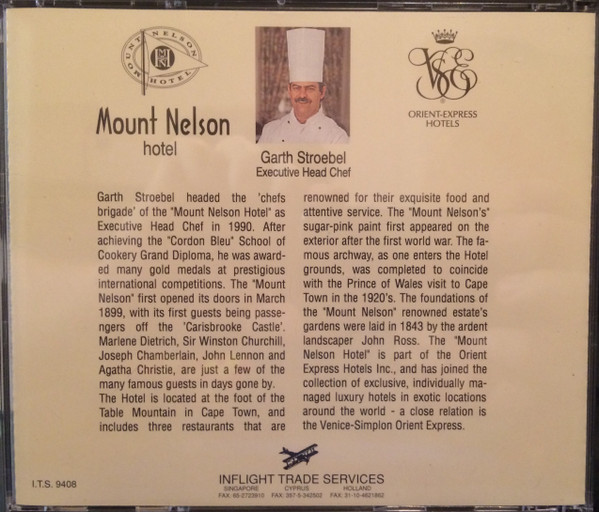 MOUNT NELSON
HOTEL
Mount Nelson
hotel
Garth Stroebel
Executive Head Chef
VSOE
ORIENT-EXPRESS
HOTELS
Garth Stroebel headed the 'chefs
brigade' of the "Mount Nelson Hotel" as
Executive Head Chef in 1990. After
achieving the "Cordon Bleu" School of
Cookery Grand Diploma, he was award-
ed many gold medals at prestigious
international competitions. The "Mount
Nelson" first opened its doors in March
1899, with its first guests being passe-
ngers off the 'Carisbrooke Castle'.
Marlene Dietrich, Sir Winston Churchill,
Joseph Chamberlain, John Lennon and
Agatha Christie, are just a few of the
many famous guests in days gone by.
The Hotel is located at the foot of the
Table Mountain in Cape Town, and
includes three restaurants that are
renowned for their exquisite food and
attentive service. The "Mount Nelson's"
sugar-pink paint first appeared on the
exterior after the first world war. The fa-
mous archway, as one enters the Hotel
grounds, was completed to coincide
with the Prince of Wales visit to Cape
Town in the 1920's. The foundations of
the "Mount Nelson" renowned estate's
gardens were laid in 1843 by the ardent
landscaper John Ross. The "Mount
Nelson Hotel" is part of the Orient
Express Hotels Inc., and has joined the
collection of exclusive, individually ma-
naged luxury hotels in exotic locations
around the world - a close relation is
the Venice-Simplon Orient Express.
I.T.S. 9408
INFLIGHT TRADE SERVICES
SINGAPORE CYPRUS HOLLAND
FAX: 65-2723910 FAX: 357-5-342502 FAX: 31-10-4821862